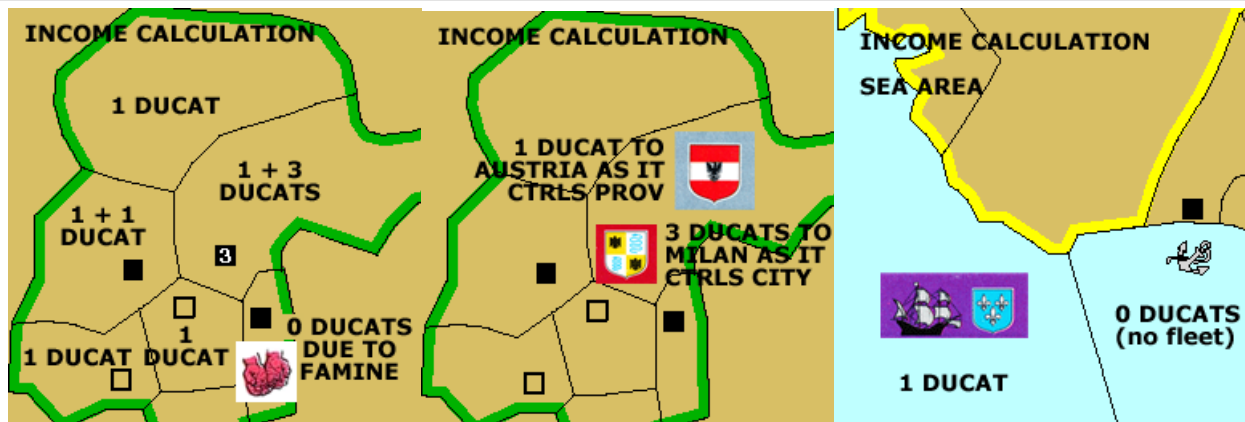 INCOME CALCULATION
1 DUCAT
1 + 3
DUCATS
1 + 1
DUCAT
3
1 DUCAT
1
DUCAT
0 DUCATS
DUE TO
FAMINE
INCOME CALCULATION
1 DUCAT TO
AUSTRIA AS IT
CTRLS PROV
3 DUCATS TO
MILAN AS IT
CTRLS CITY
INCOME CALCULATION
SEA AREA
0 DUCATS
(no fleet)
1 DUCAT